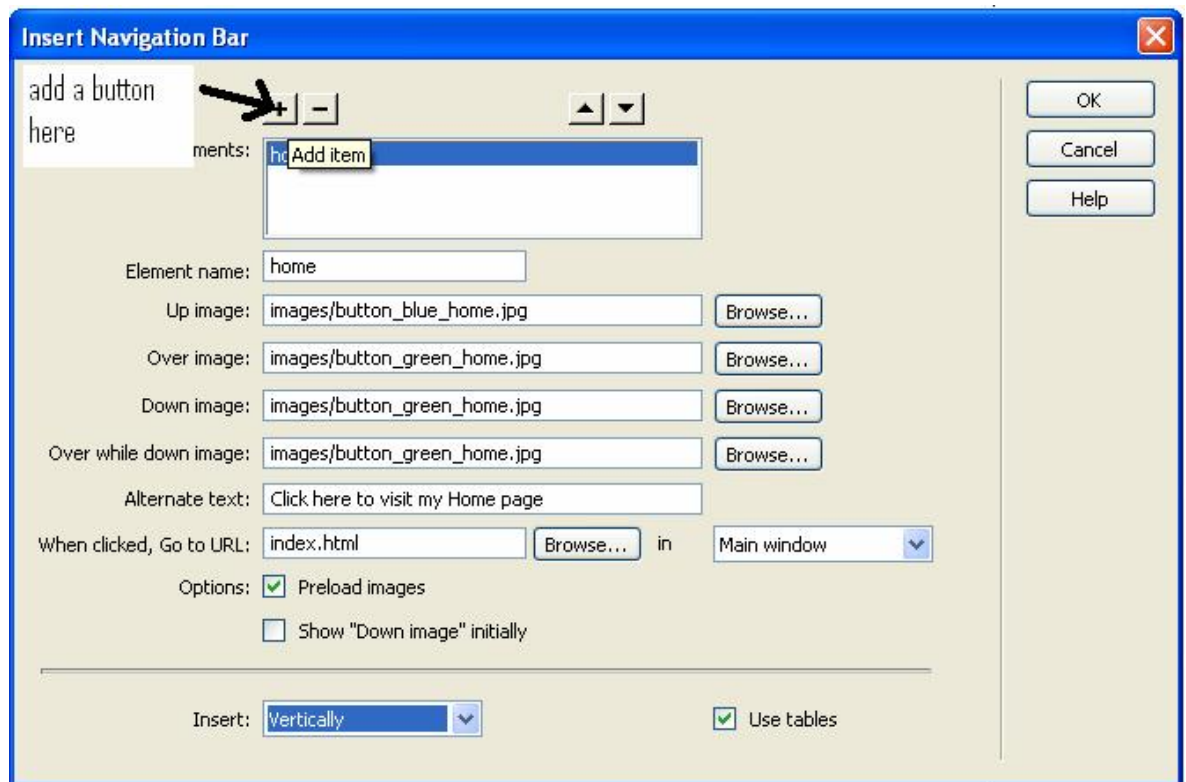 Insert Navigation Bar
add a button
here
+ −
OK
ments:
Add item
Cancel
Help
Element name: home
Up image: images/button_blue_home.jpg Browse...
Over image: images/button_green_home.jpg Browse...
Down image: images/button_green_home.jpg Browse...
Over while down image: images/button_green_home.jpg Browse...
Alternate text: Click here to visit my Home page
When clicked, Go to URL: index.html Browse... in Main window
Options: Preload images
Show "Down image" initially
Insert: Vertically Use tables